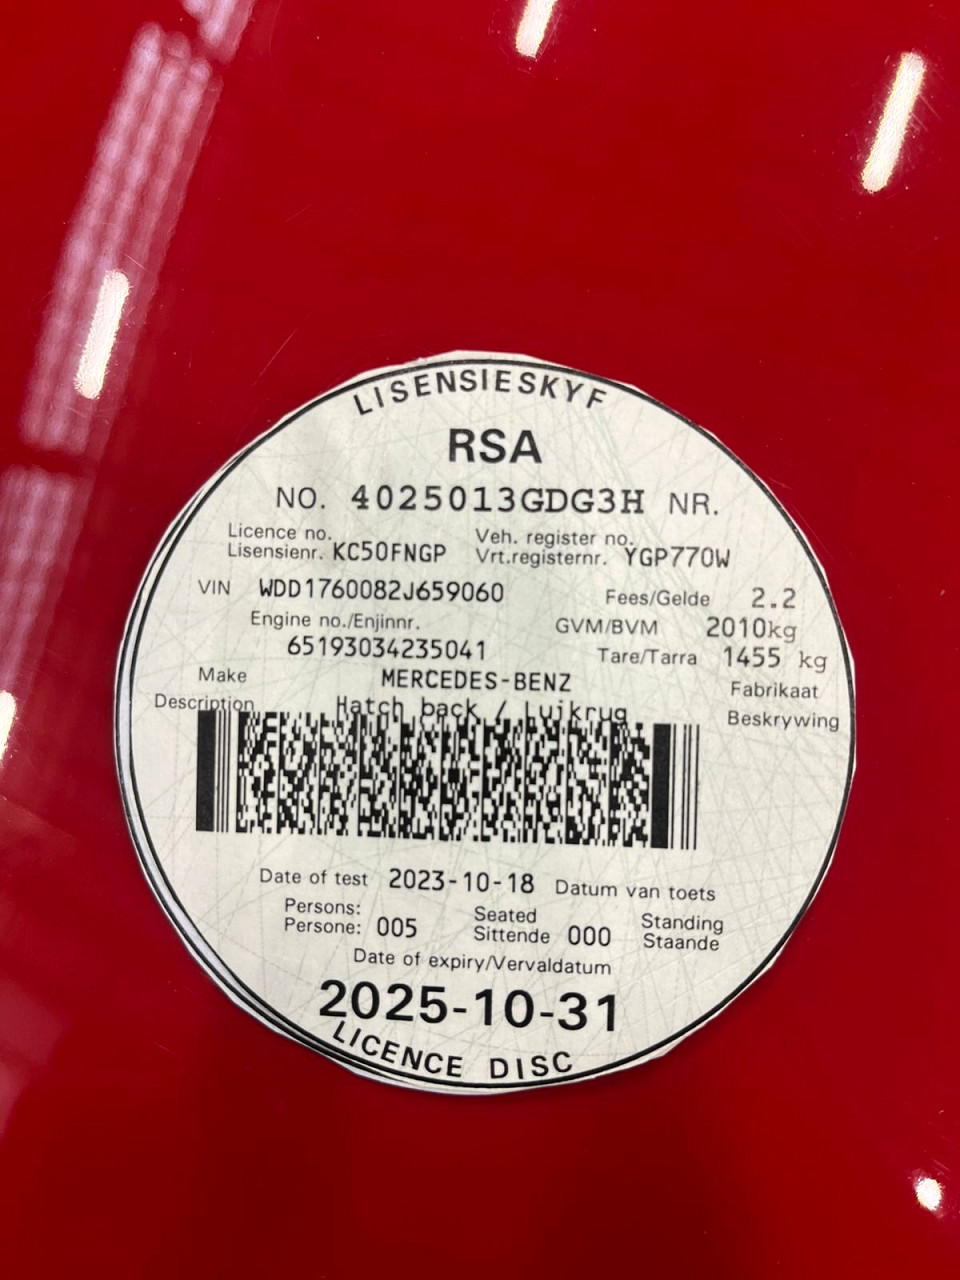 LISENSIESKYF
RSA
NO. 4025013GDG3H NR.
Licence no. Veh. register no.
Lisensienr. KC50FNGP Vrt.registernr. YGP770W
VIN WDD1760082J659060 Fees/Gelde 2.2
Engine no./Enjinnr. GVM/BVM 2010kg
65193034235041 Tare/Tarra 1455 kg
Make MERCEDES-BENZ Fabrikaat
Description Hatch back / Luikrug Beskrywing
Date of test 2023-10-18 Datum van toets
Persons: Seated Standing
Persone: 005 Sittende 000 Staande
Date of expiry/Vervaldatum
2025-10-31
LICENCE DISC